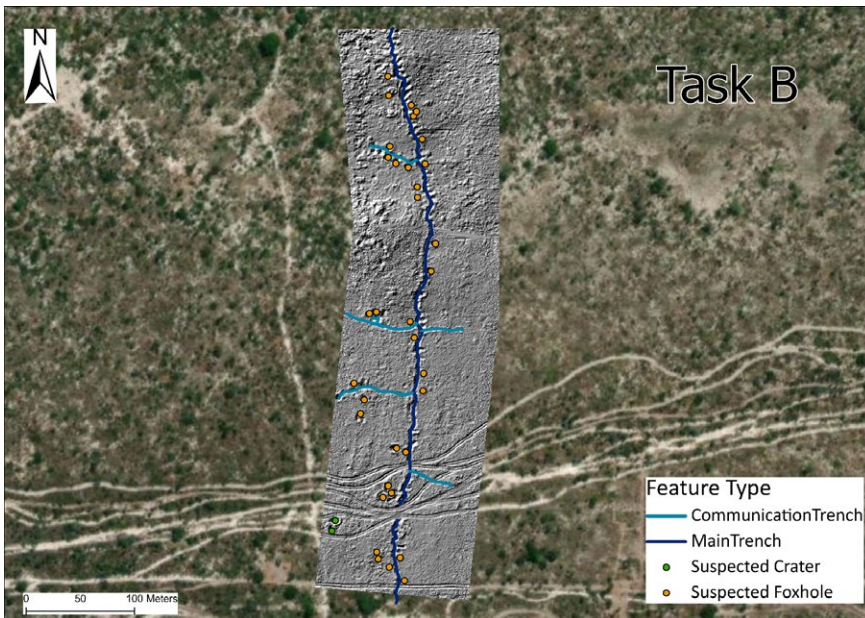 N
Task B
Feature Type
CommunicationTrench
MainTrench
Suspected Crater
Suspected Foxhole
0 50 100 Meters